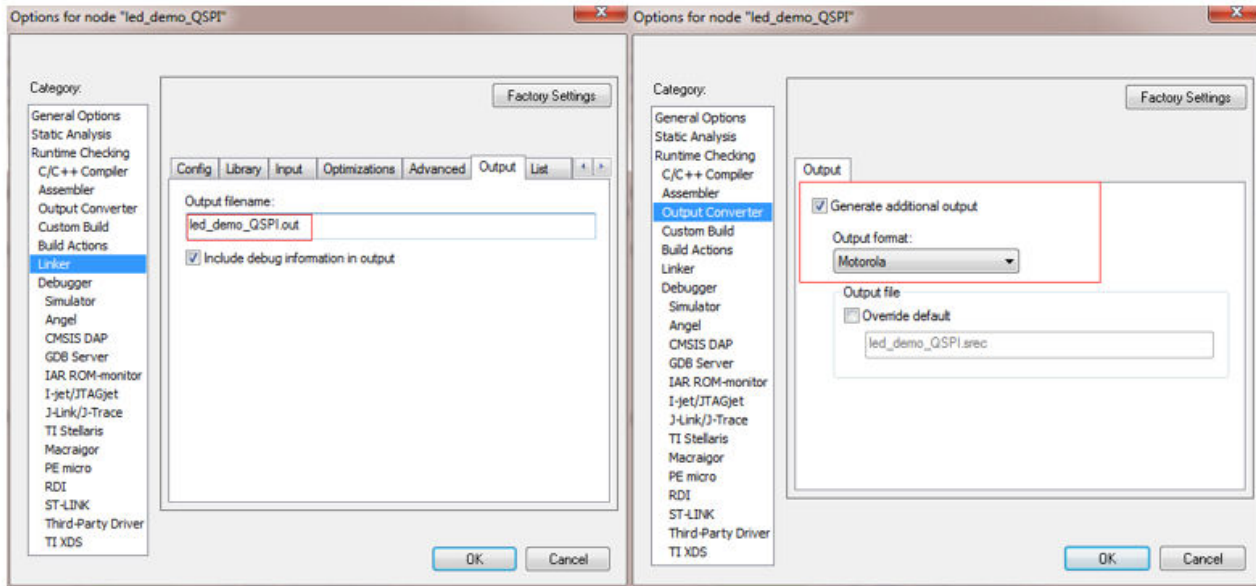 Options for node "led_demo_QSPI"
Category:
General Options
Static Analysis
Runtime Checking
C/C++ Compiler
Assembler
Output Converter
Custom Build
Build Actions
Linker
Debugger
Simulator
Angel
CMSIS DAP
GDB Server
IAR ROM-monitor
I-jet/JTAGjet
J-Link/J-Trace
TI Stellaris
Macraigor
PE micro
RDI
ST-LINK
Third-Party Driver
TI XDS
Factory Settings
Config Library Input Optimizations Advanced Output List
Output filename:
led_demo_QSPI.out
Include debug information in output
OK Cancel
Options for node "led_demo_QSPI"
Category:
General Options
Static Analysis
Runtime Checking
C/C++ Compiler
Assembler
Output Converter
Custom Build
Build Actions
Linker
Debugger
Simulator
Angel
CMSIS DAP
GDB Server
IAR ROM-monitor
I-jet/JTAGjet
J-Link/J-Trace
TI Stellaris
Macraigor
PE micro
RDI
ST-LINK
Third-Party Driver
TI XDS
Factory Settings
Output
Generate additional output
Output format:
Motorola
Output file
Override default
led_demo_QSPI.srec
OK Cancel